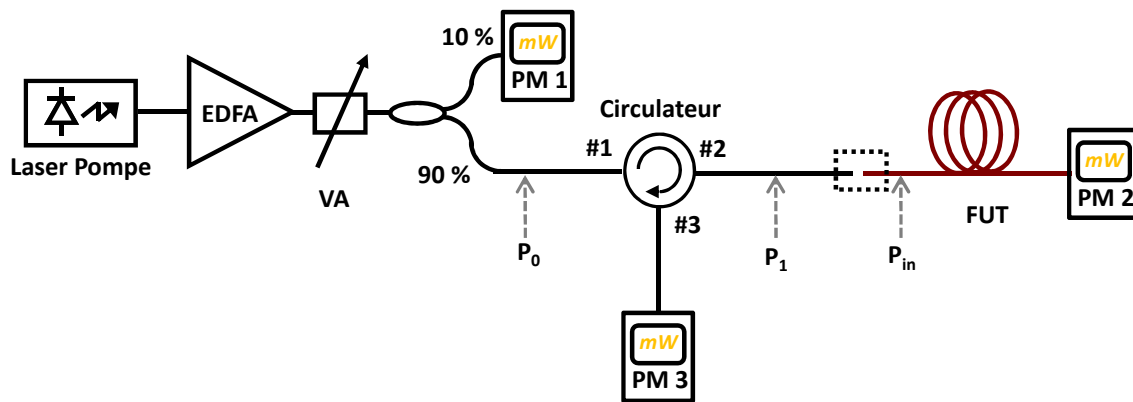 10 %
mW
PM 1
EDFA
Circulateur
Laser Pompe
VA
90 %
#1
#2
#3
mW
PM 2
FUT
P0
P1
Pin
mW
PM 3